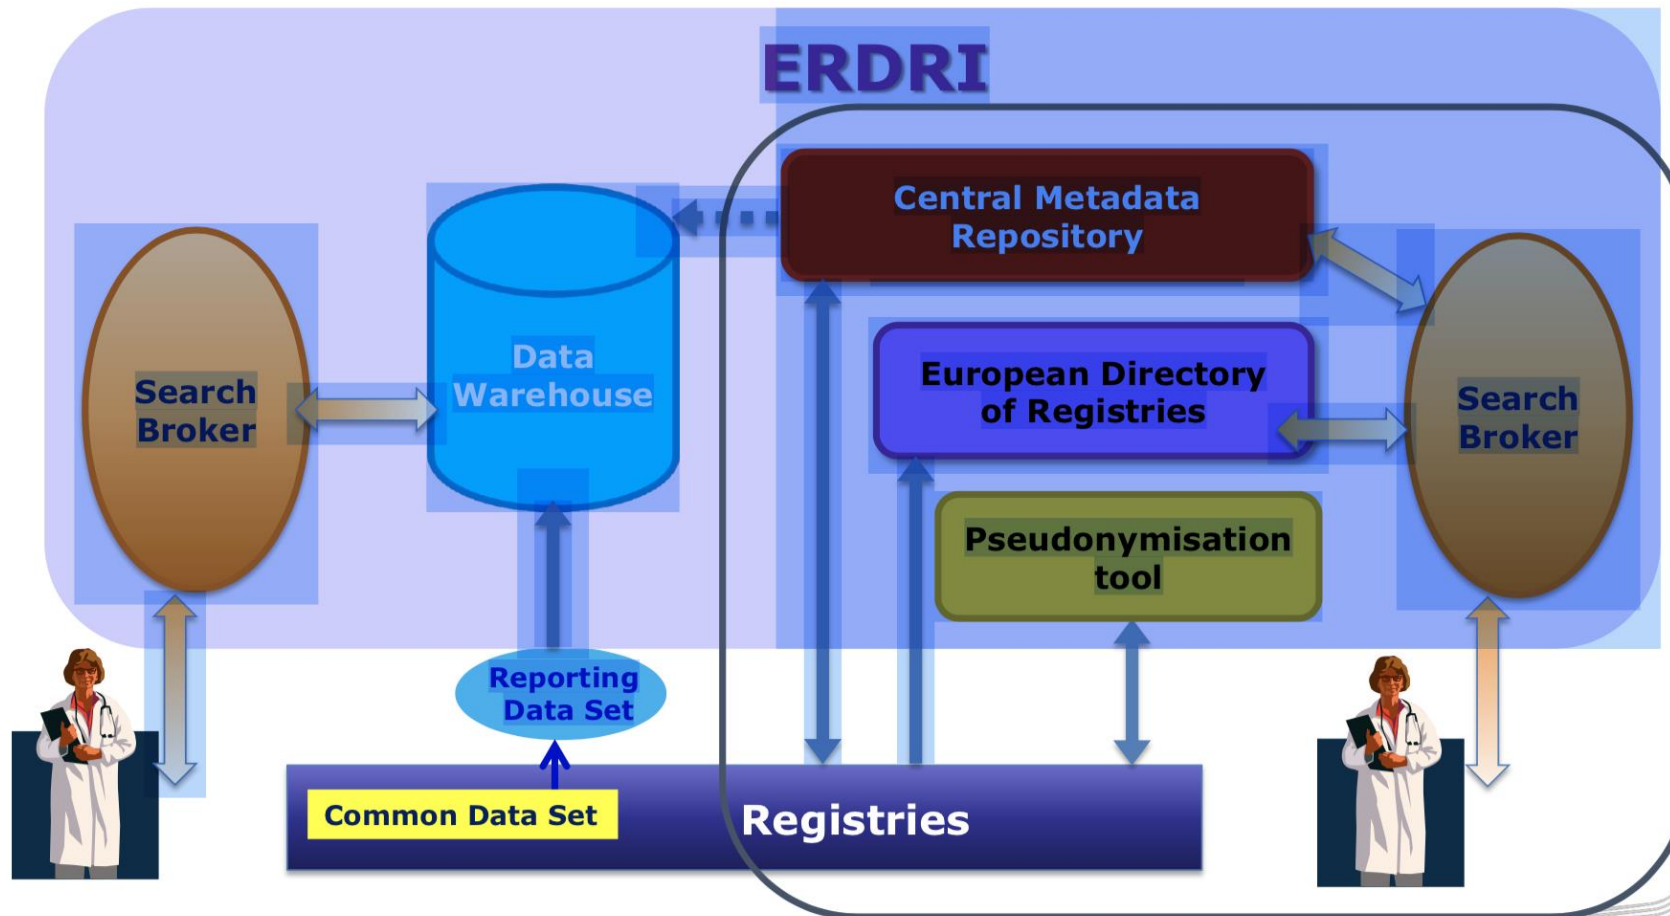 ERDRI
Central Metadata
Repository
Data
Warehouse
Search
Broker
European Directory
of Registries
Search
Broker
Pseudonymisation
tool
Reporting
Data Set
Common Data Set
Registries